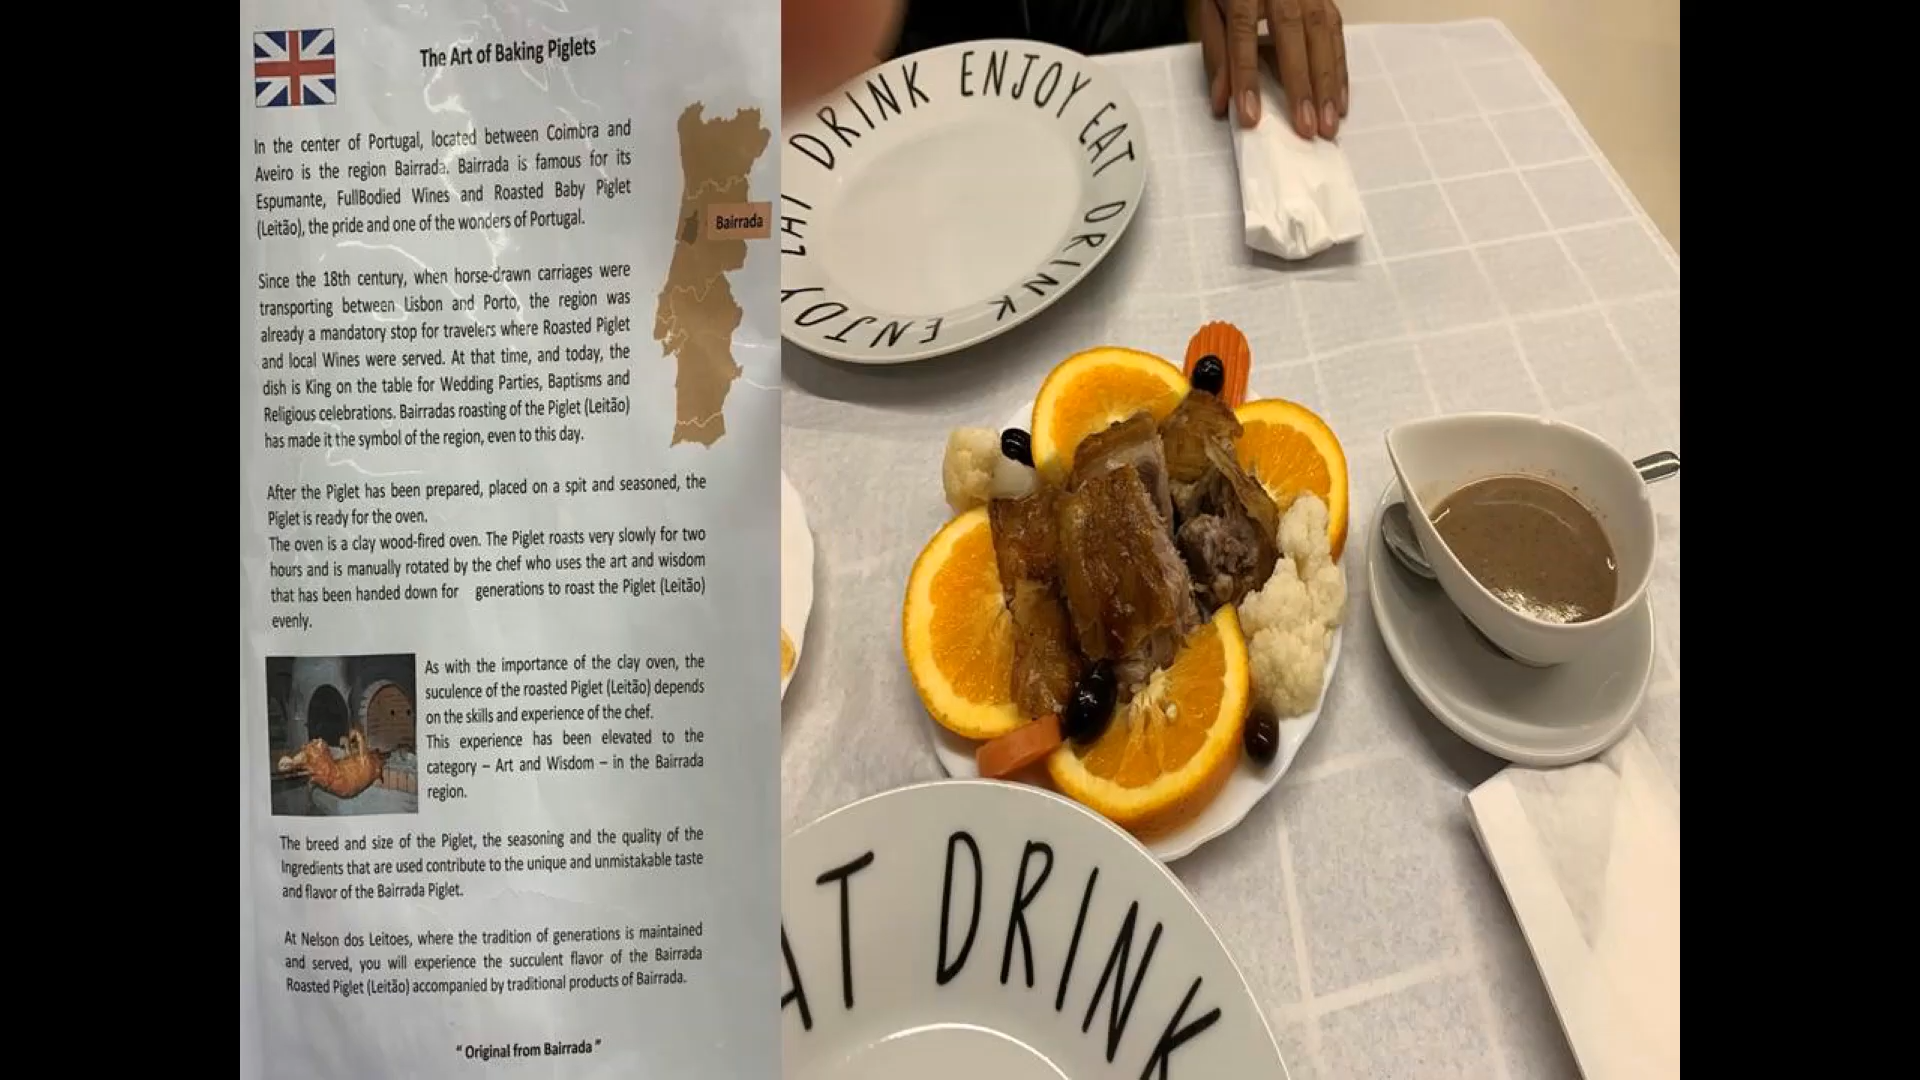 The Art of Baking Piglets
In the center of Portugal, located between Coimbra and
Aveiro is the region Bairrada. Bairrada is famous for its
Espumante, FullBodied Wines and Roasted Baby Piglet
(Leitão), the pride and one of the wonders of Portugal.
Bairrada
Since the 18th century, when horse-drawn carriages were
transporting between Lisbon and Porto, the region was
already a mandatory stop for travelers where Roasted Piglet
and local Wines were served. At that time, and today, the
dish is King on the table for Wedding Parties, Baptisms and
Religious celebrations. Bairradas roasting of the Piglet (Leitão)
has made it the symbol of the region, even to this day.
After the Piglet has been prepared, placed on a spit and seasoned, the
Piglet is ready for the oven.
The oven is a clay wood-fired oven. The Piglet roasts very slowly for two
hours and is manually rotated by the chef who uses the art and wisdom
that has been handed down for generations to roast the Piglet (Leitão)
evenly.
As with the importance of the clay oven, the
suculence of the roasted Piglet (Leitão) depends
on the skills and experience of the chef.
This experience has been elevated to the
category – Art and Wisdom – in the Bairrada
region.
The breed and size of the Piglet, the seasoning and the quality of the
Ingredients that are used contribute to the unique and unmistakable taste
and flavor of the Bairrada Piglet.
At Nelson dos Leitoes, where the tradition of generations is maintained
and served, you will experience the succulent flavor of the Bairrada
Roasted Piglet (Leitão) accompanied by traditional products of Bairrada.
" Original from Bairrada "
EAT DRINK ENJOY EAT DRINK ENJOY
EAT DRINK